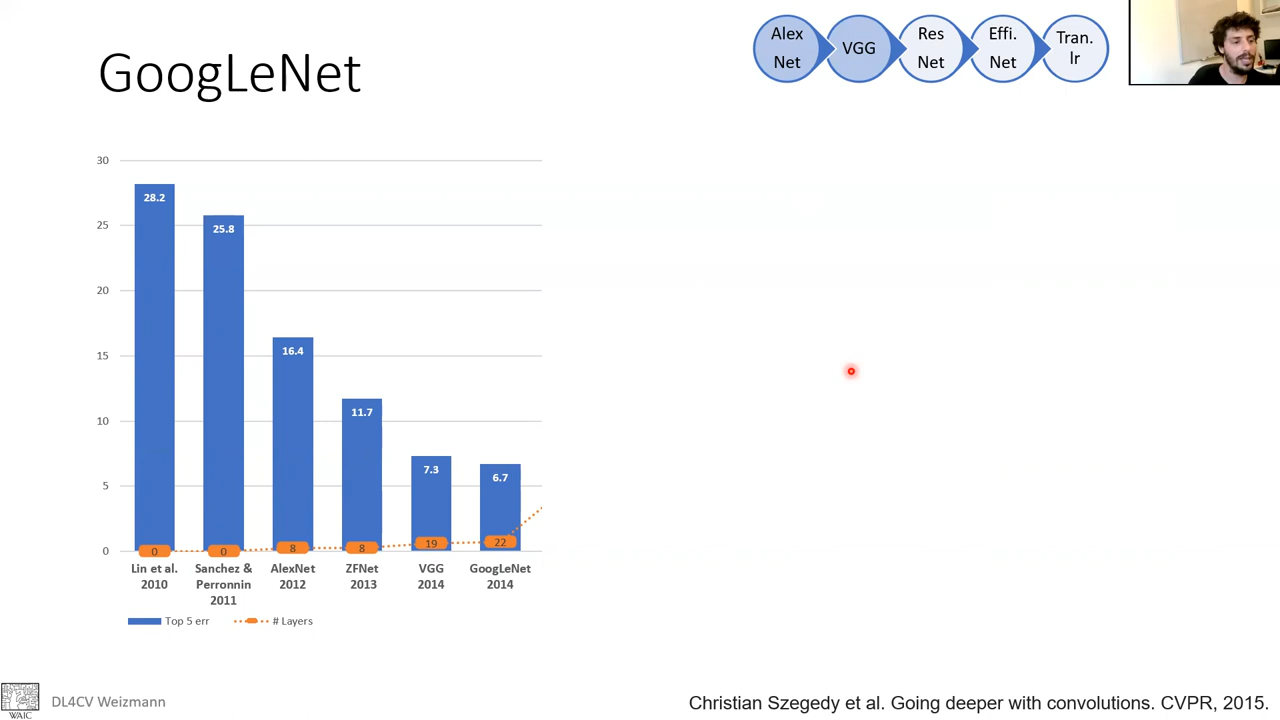 GoogLeNet
Alex
Net
VGG
Res
Net
Effi.
Net
Tran.
Ir
30
25
20
15
10
5
0
28.2
25.8
16.4
11.7
7.3
6.7
0
0
8
8
19
22
Lin et al.
2010
Sanchez &
Perronnin
2011
AlexNet
2012
ZFNet
2013
VGG
2014
GoogLeNet
2014
Top 5 err
# Layers
WAIC
DL4CV Weizmann
Christian Szegedy et al. Going deeper with convolutions. CVPR, 2015.